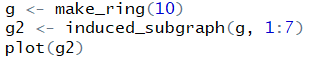 g <- make_ring(10)
g2 <- induced_subgraph(g, 1:7)
plot(g2)